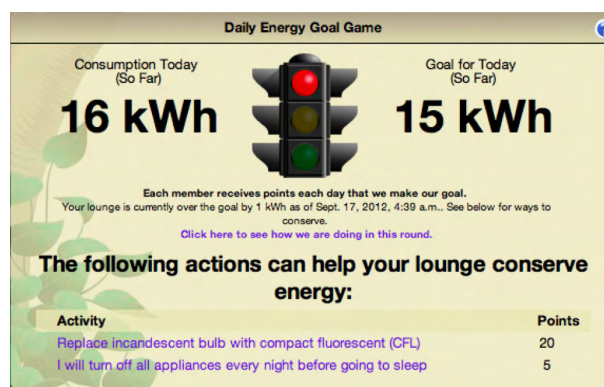 Daily Energy Goal Game
Consumption Today
(So Far)
16 kWh
Goal for Today
(So Far)
15 kWh
Each member receives points each day that we make our goal.
Your lounge is currently over the goal by 1 kWh as of Sept. 17, 2012, 4:39 a.m.. See below for ways to
conserve.
Click here to see how we are doing in this round.
The following actions can help your lounge conserve
energy:
Activity Points
Replace incandescent bulb with compact fluorescent (CFL) 20
I will turn off all appliances every night before going to sleep 5